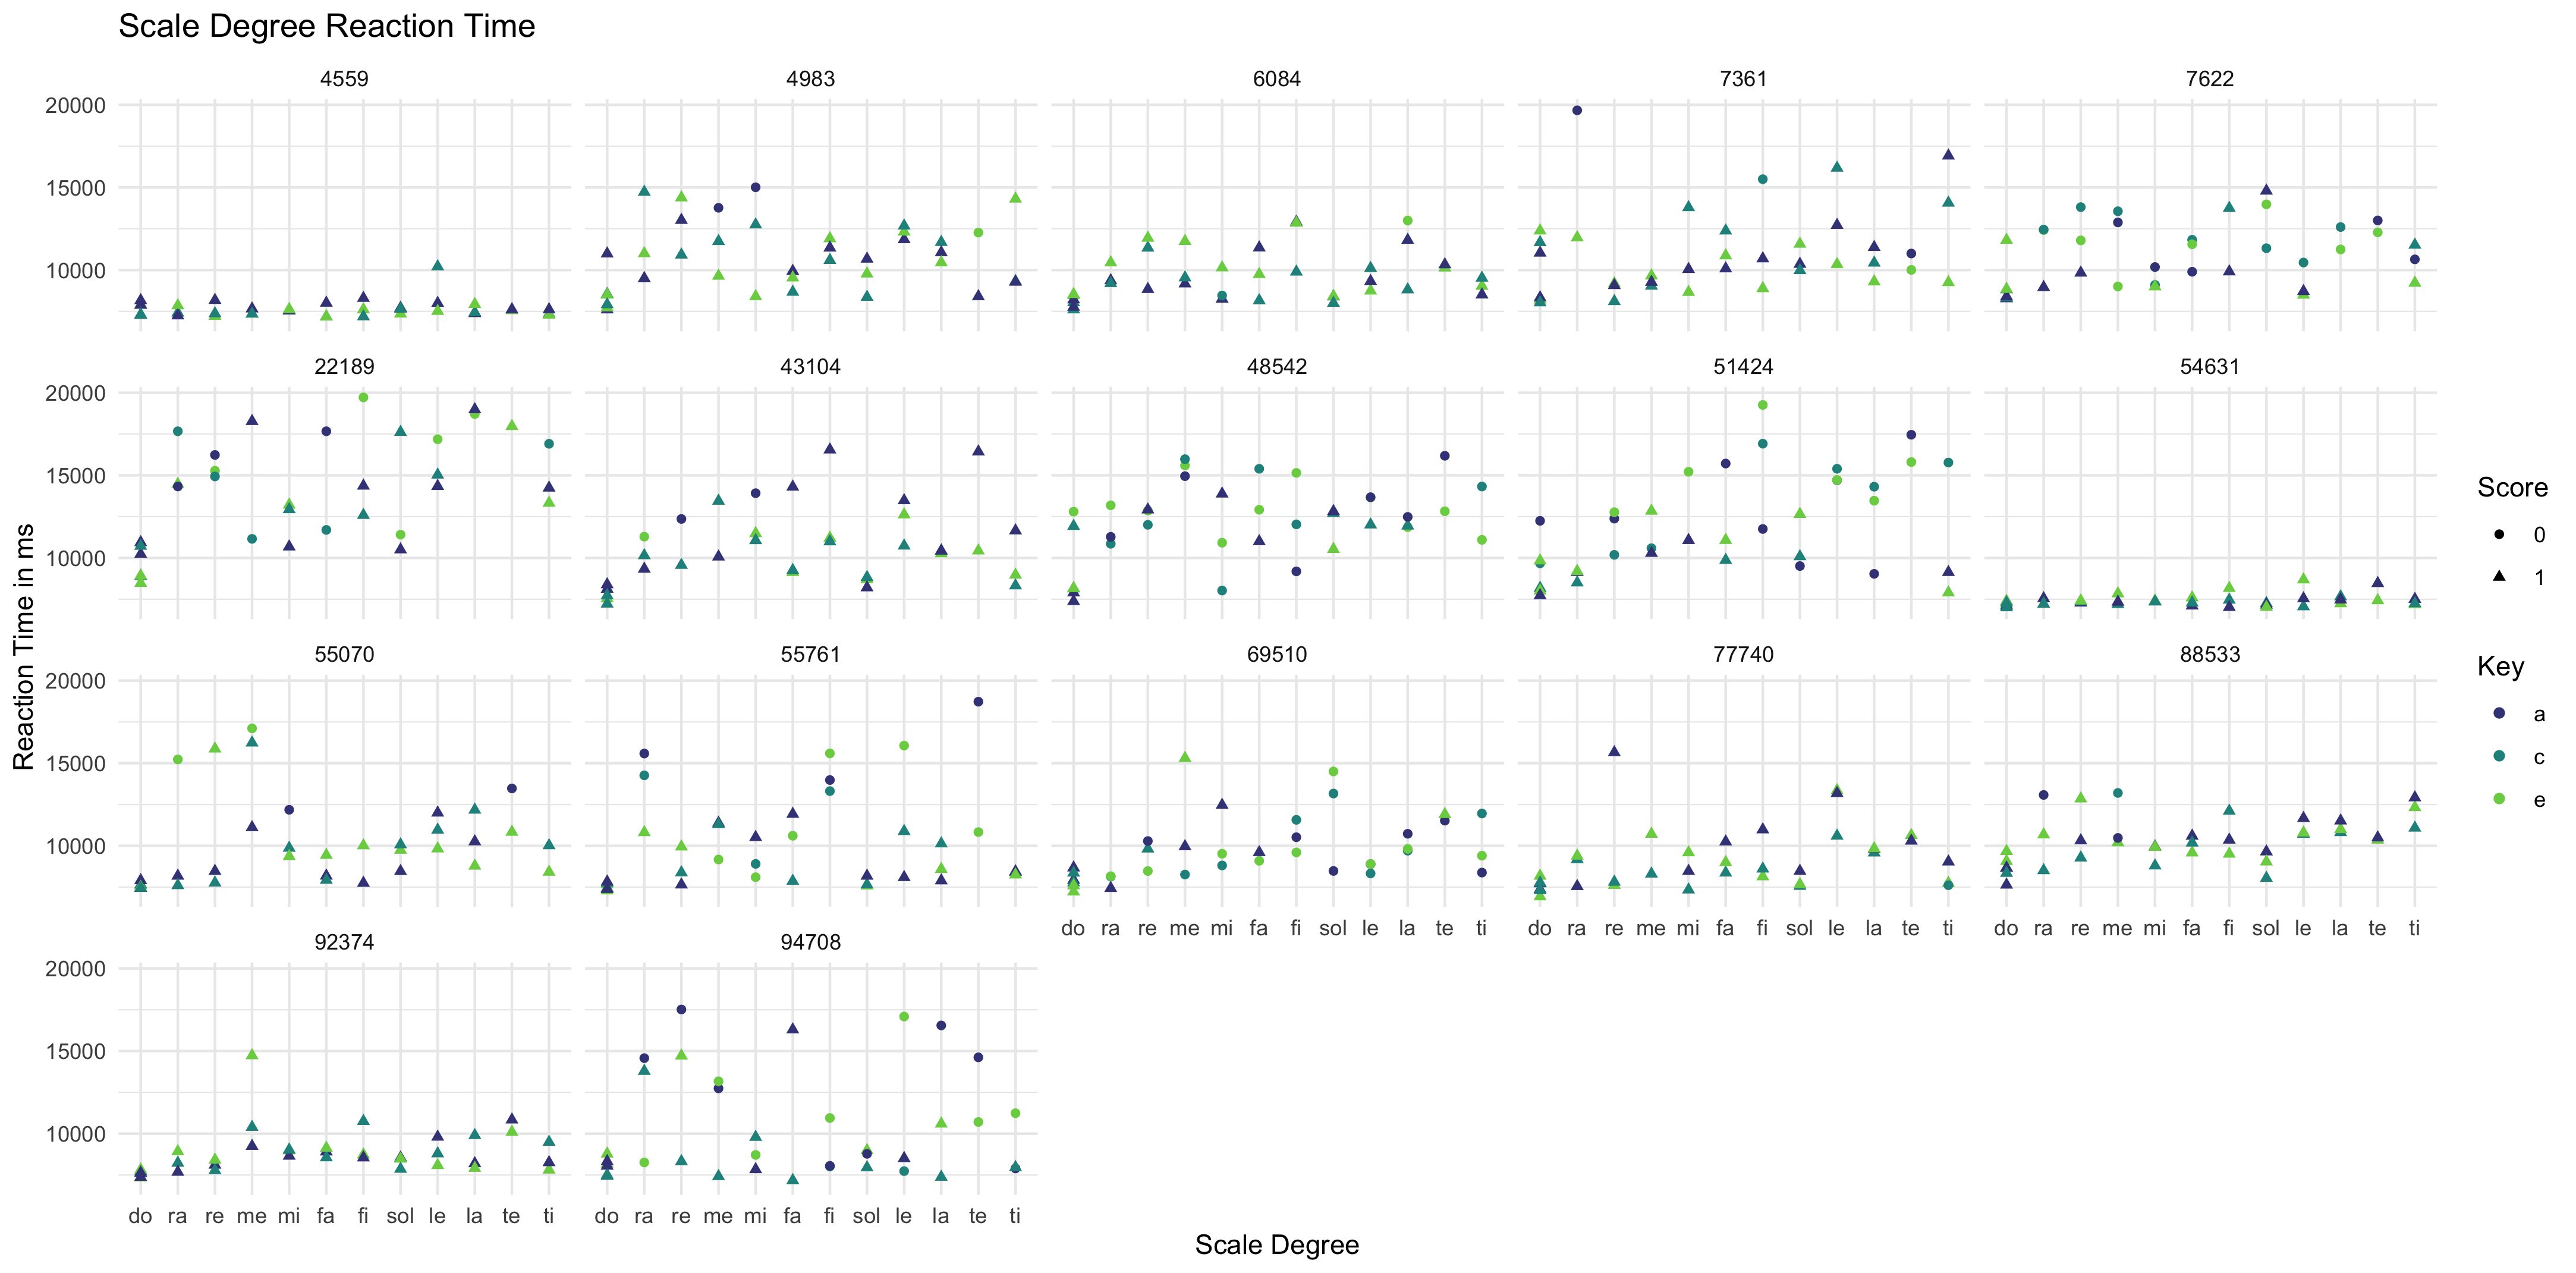 Scale Degree Reaction Time
4559 4983 6084 7361 7622
20000
15000
10000
22189 43104 48542 51424 54631
20000
15000
10000
55070 55761 69510 77740 88533
20000
15000
10000
do ra re me mi fa fi sol le la te ti do ra re me mi fa fi sol le la te ti do ra re me mi fa fi sol le la te ti
92374 94708
20000
15000
10000
do ra re me mi fa fi sol le la te ti do ra re me mi fa fi sol le la te ti
Scale Degree
Reaction Time in ms
Score
0
1
Key
a
c
e